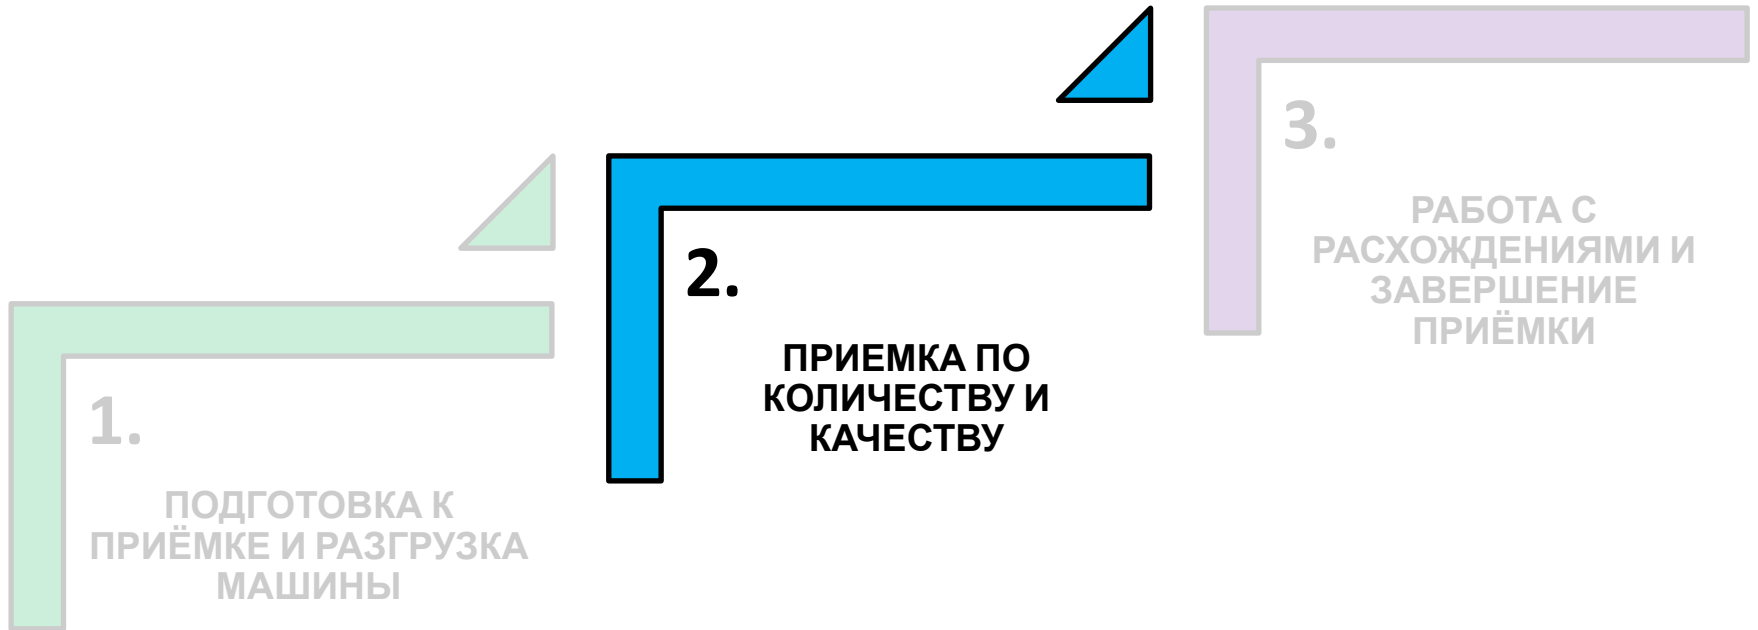 1.
ПОДГОТОВКА К
ПРИЁМКЕ И РАЗГРУЗКА
МАШИНЫ
2.
ПРИЕМКА ПО
КОЛИЧЕСТВУ И
КАЧЕСТВУ
3.
РАБОТА С
РАСХОЖДЕНИЯМИ И
ЗАВЕРШЕНИЕ
ПРИЁМКИ